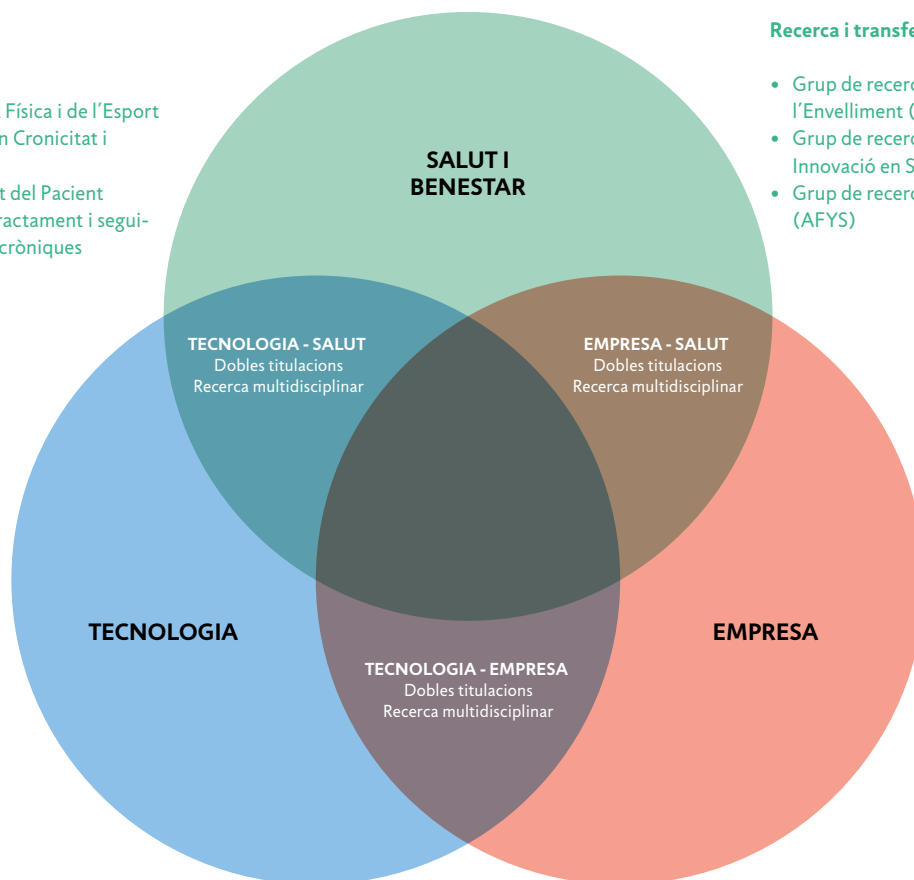 Recerca i transfe
Física i de l'Esport
n Cronicitat i
t del Pacient
ractament i segui-
cròniques
• Grup de recerc
l'Envelliment (
• Grup de recerc
Innovació en S
• Grup de recerc
(AFYS)
SALUT I
BENESTAR
TECNOLOGIA - SALUT
Dobles titulacions
Recerca multidisciplinar
EMPRESA - SALUT
Dobles titulacions
Recerca multidisciplinar
TECNOLOGIA
EMPRESA
TECNOLOGIA - EMPRESA
Dobles titulacions
Recerca multidisciplinar